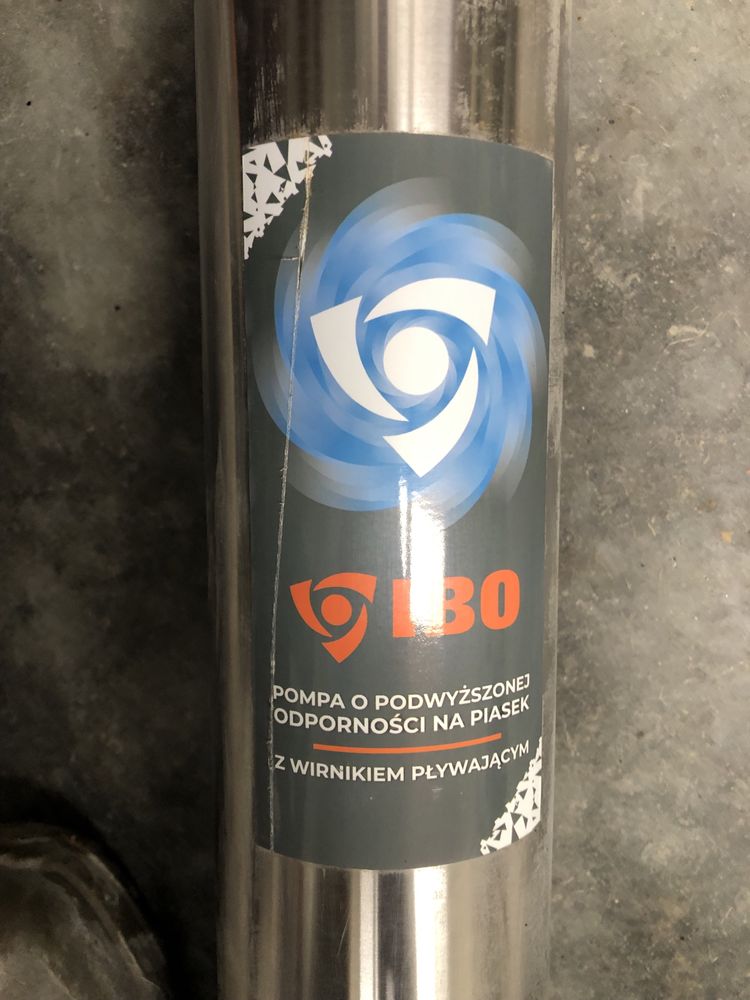 IBO
POMPA O PODWYŻSZONEJ
ODPORNOŚCI NA PIASEK
Z WIRNIKIEM PŁYWAJĄCYM